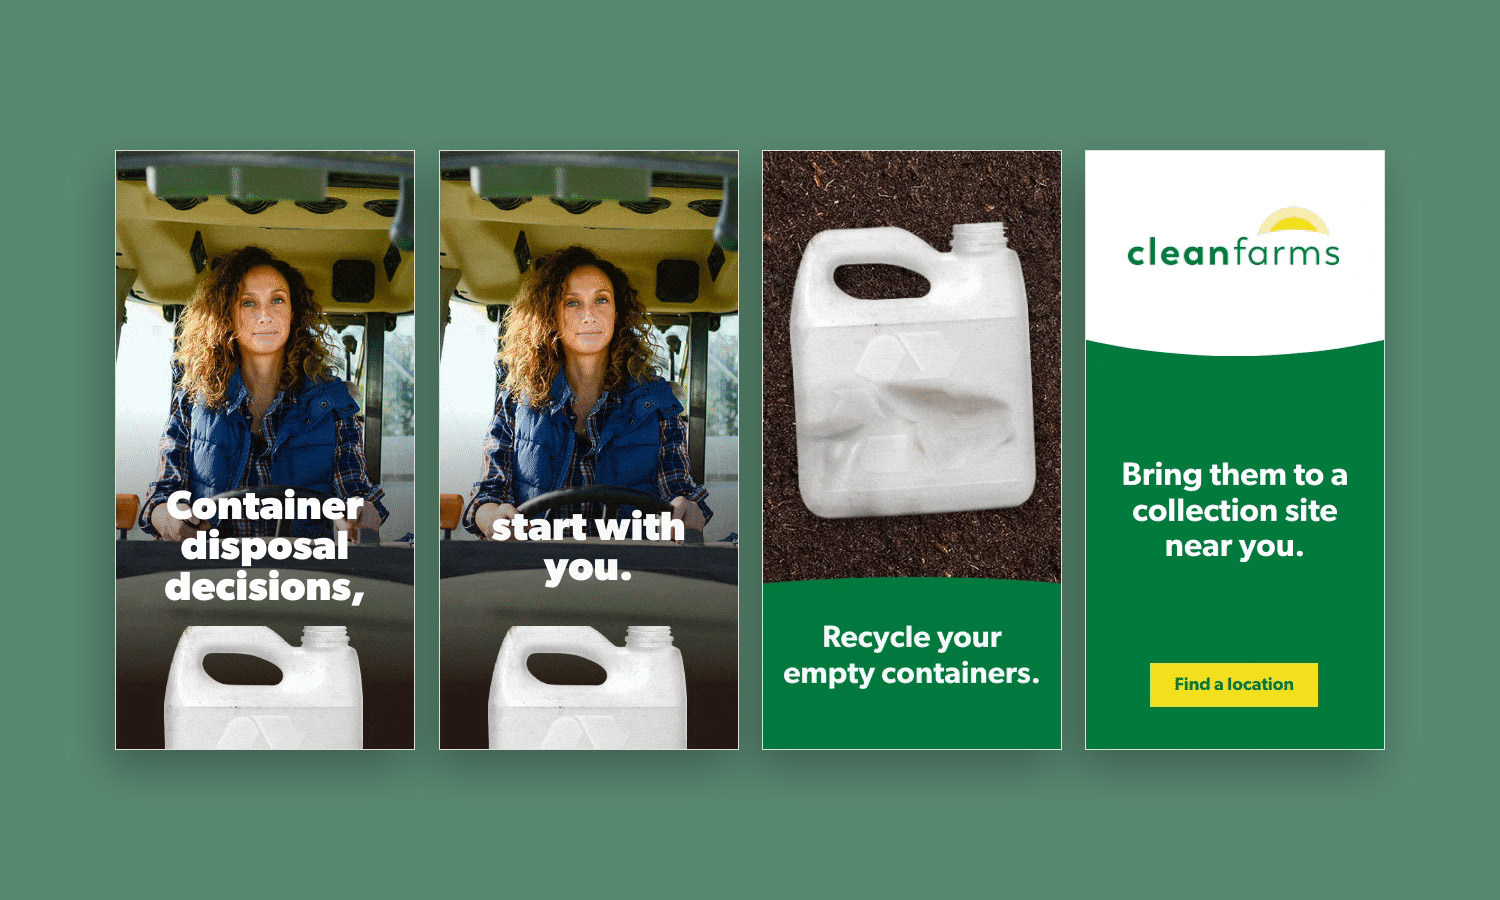 Container
disposal
decisions,
start with
you.
Recycle your
empty containers.
cleanfarms
Bring them to a
collection site
near you.
Find a location